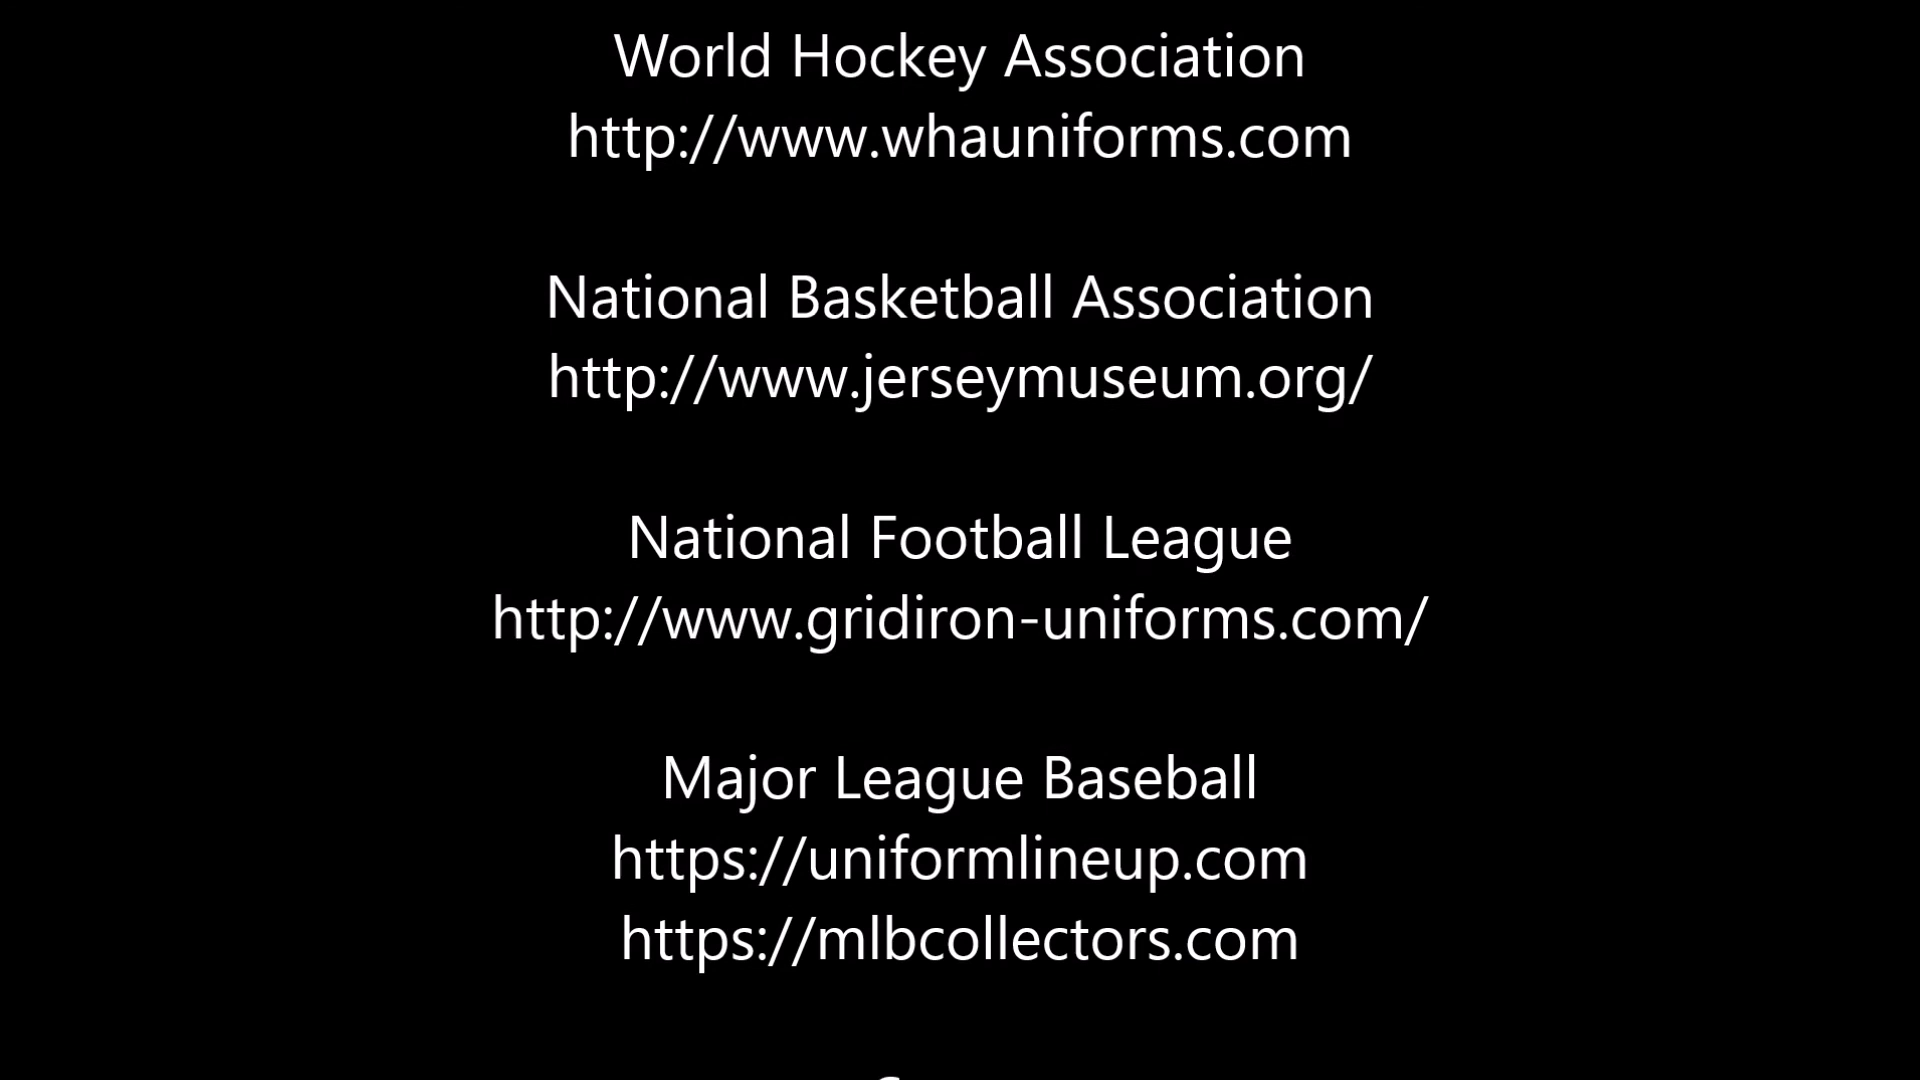 World Hockey Association
http://www.whauniforms.com
National Basketball Association
http://www.jerseymuseum.org/
National Football League
http://www.gridiron-uniforms.com/
Major League Baseball
https://uniformlineup.com
https://mlbcollectors.com